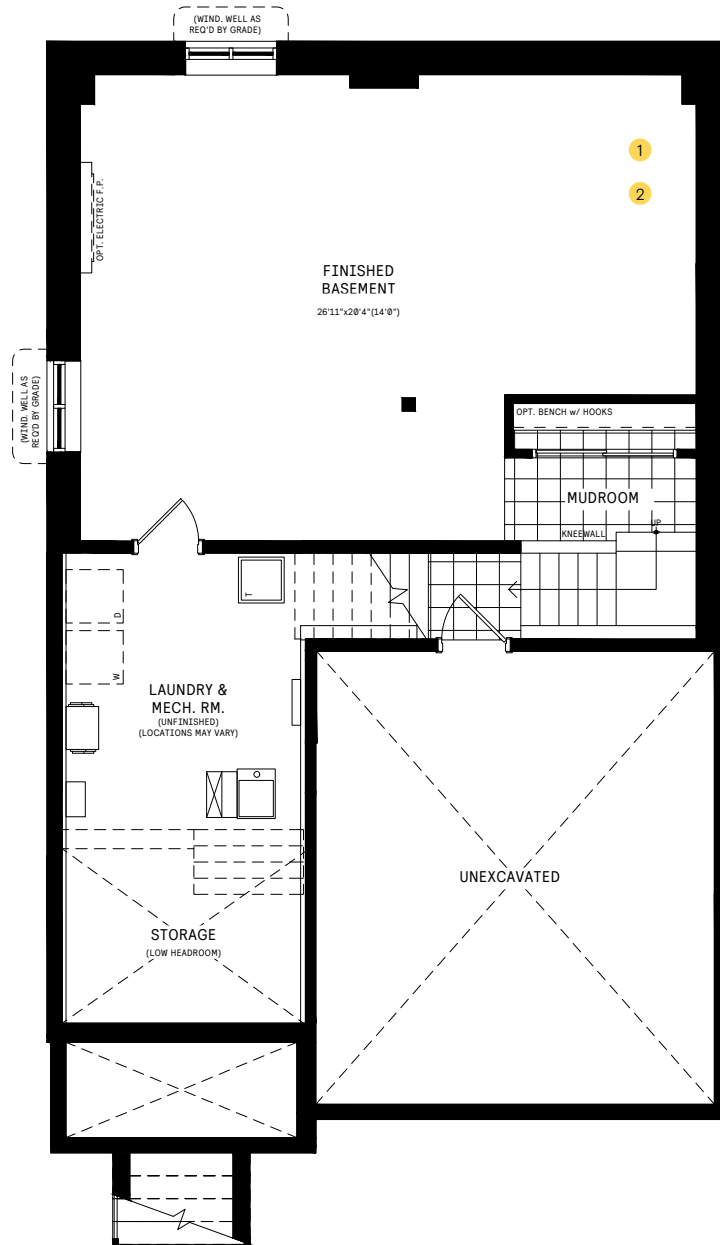 (WIND. WELL AS
REQ'D BY GRADE)
1
2
OPT. ELECTRIC F.P.
FINISHED
BASEMENT
26'11"x20'4"(14'0")
(WIND. WELL AS
REQ'D BY GRADE)
OPT. BENCH w/ HOOKS
MUDROOM
UP
KNEEWALL
T
D
W
LAUNDRY &
MECH. RM.
(UNFINISHED)
(LOCATIONS MAY VARY)
UNEXCAVATED
STORAGE
(LOW HEADROOM)